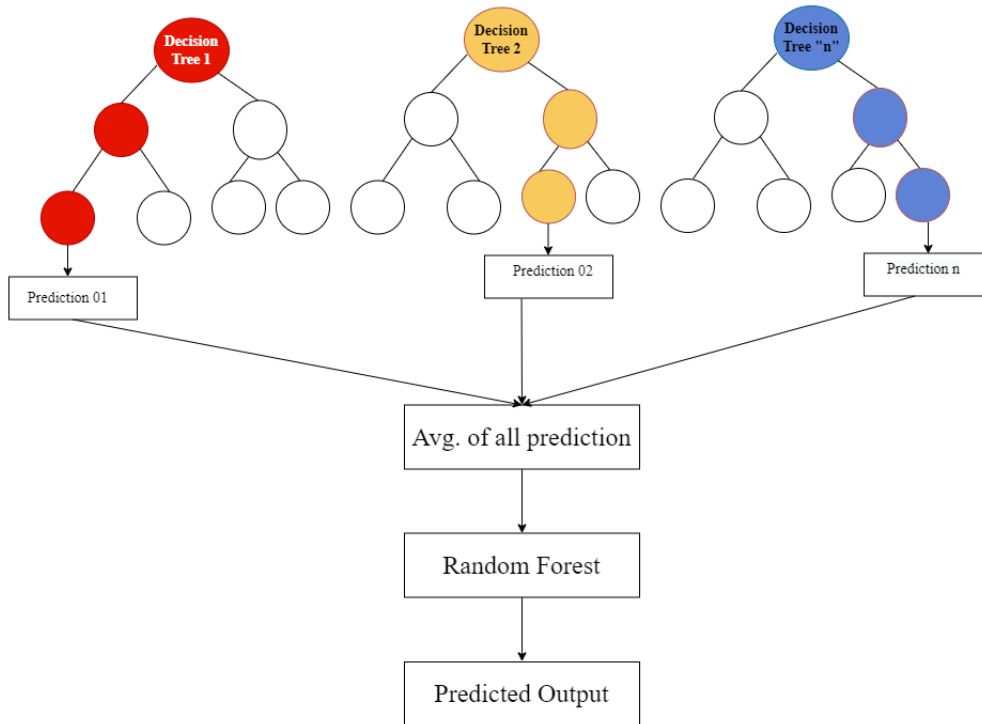 Decision
Tree 1
Decision
Tree 2
Decision
Tree "n"
Prediction 01
Prediction 02
Prediction n
Avg. of all prediction
Random Forest
Predicted Output